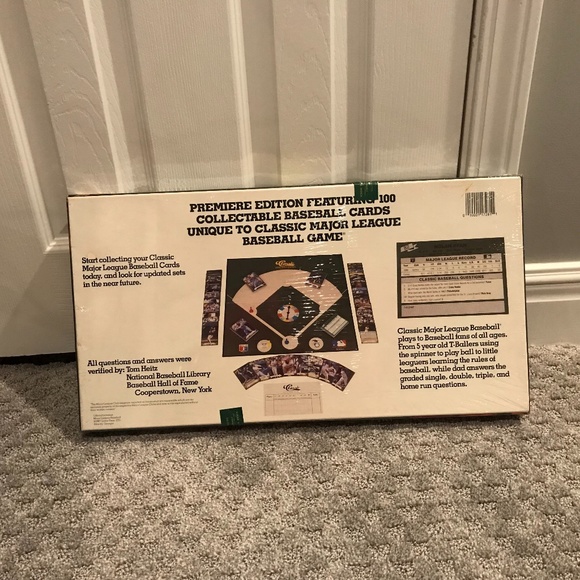 PREMIERE EDITION FEATURING 100
COLLECTABLE BASEBALL CARDS
UNIQUE TO CLASSIC MAJOR LEAGUE
BASEBALL GAME
Start collecting your Classic
Major League Baseball Cards
today, and look for updated sets
in the near future.
All questions and answers were
verified by: Tom Heitz
National Baseball Library
Baseball Hall of Fame
Cooperstown, New York
Classic
Classic
MAJOR LEAGUE RECORD
CLASSIC BASEBALL QUESTIONS
Classic Major League Baseball
plays to Baseball fans of all ages.
From 5 year old T-Ballers using
the spinner to play ball to little
leaguers learning the rules of
baseball, while dad answers the
graded single, double, triple, and
home run questions.